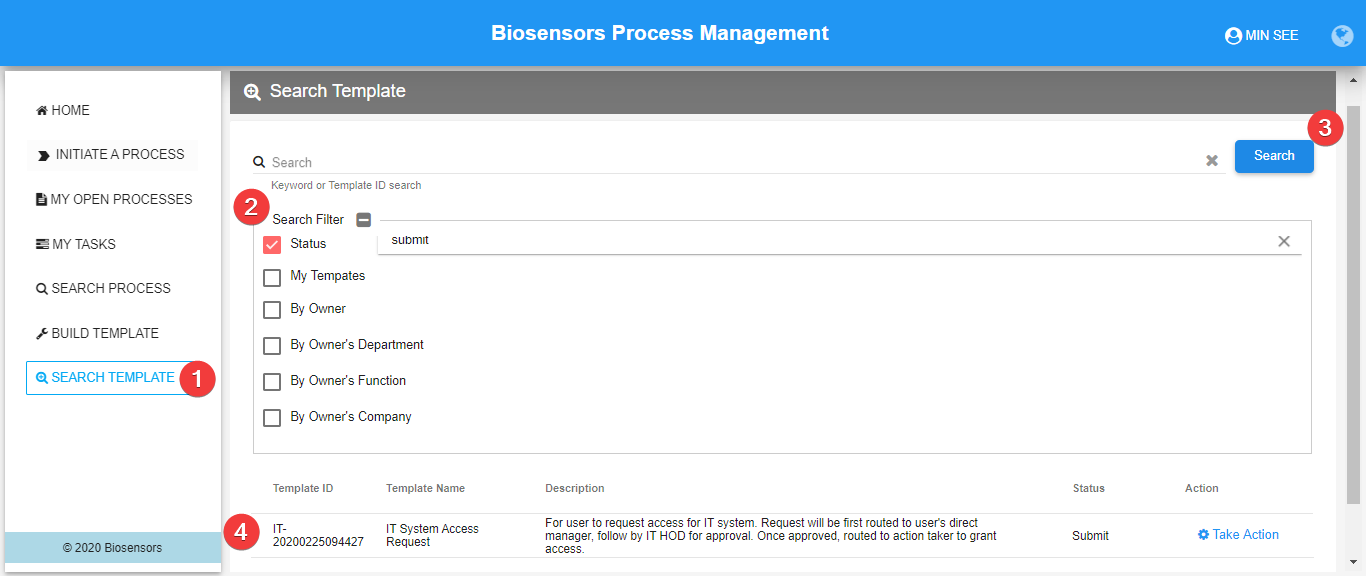 Biosensors Process Management
MIN SEE
HOME
INITIATE A PROCESS
MY OPEN PROCESSES
MY TASKS
SEARCH PROCESS
BUILD TEMPLATE
SEARCH TEMPLATE
1
© 2020 Biosensors
Search Template
Search
Search
3
Keyword or Template ID search
2
Search Filter
Status
submit
My Tempates
By Owner
By Owner's Department
By Owner's Function
By Owner's Company
Template ID
Template Name
Description
Status
Action
4
IT-
20200225094427
IT System Access
Request
For user to request access for IT system. Request will be first routed to user's direct
manager, follow by IT HOD for approval. Once approved, routed to action taker to grant
access.
Submit
Take Action